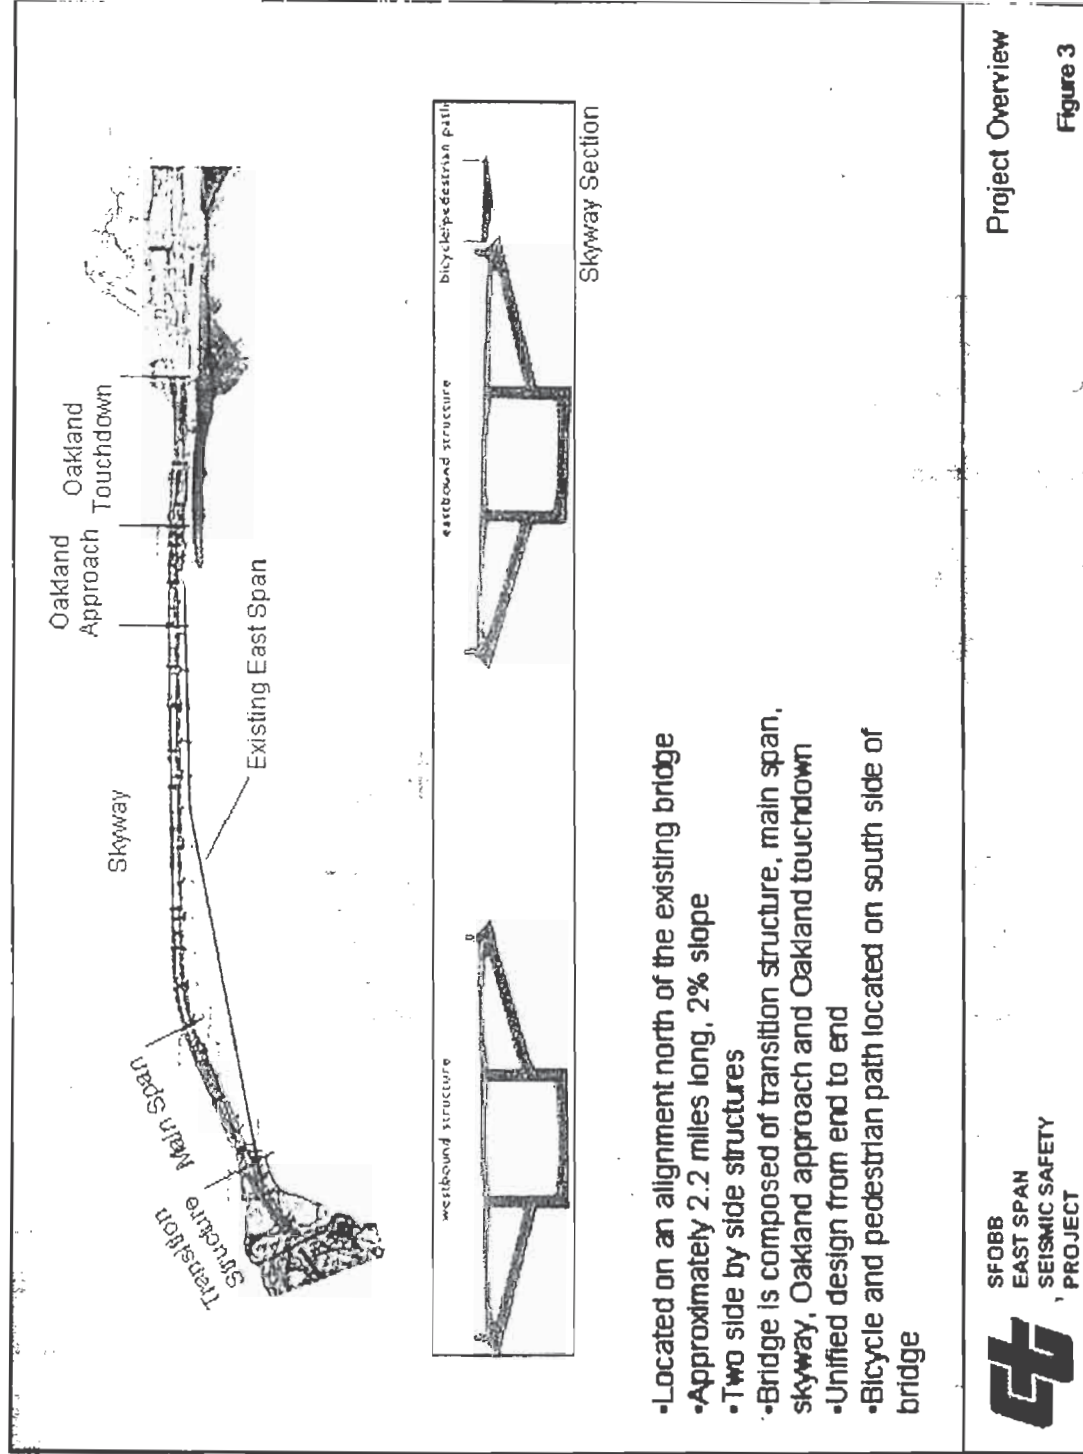 Transition
Structure
Main Span
Skyway
Existing East Span
Oakland
Approach
Oakland
Touchdown
westbound structure
eastbound structure
bicycle/pedestrian path
Skyway Section
•Located on an alignment north of the existing bridge
•Approximately 2.2 miles long, 2% slope
•Two side by side structures
•Bridge is composed of transition structure, main span,
skyway, Oakland approach and Oakland touchdown
•Unified design from end to end
•Bicycle and pedestrian path located on south side of
bridge
SFOBB
EAST SPAN
SEISMIC SAFETY
PROJECT
Project Overview
Figure 3